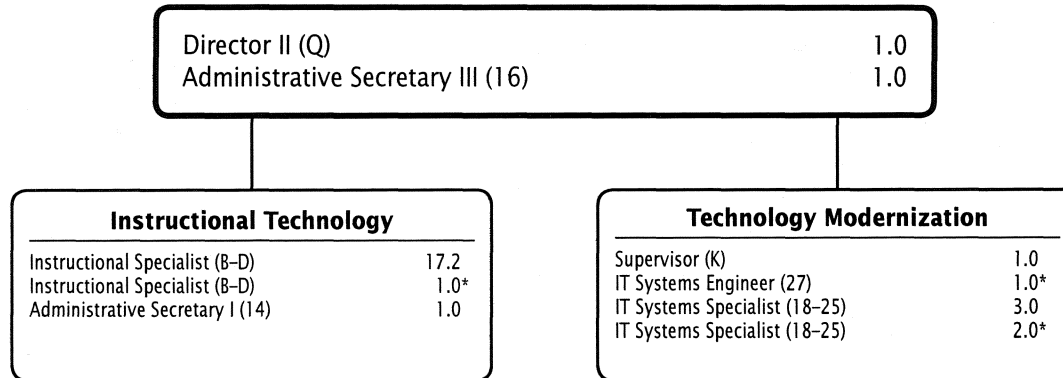 Director II (Q) 1.0
Administrative Secretary III (16) 1.0
Instructional Technology
Instructional Specialist (B–D) 17.2
Instructional Specialist (B–D) 1.0*
Administrative Secretary I (14) 1.0
Technology Modernization
Supervisor (K) 1.0
IT Systems Engineer (27) 1.0*
IT Systems Specialist (18–25) 3.0
IT Systems Specialist (18–25) 2.0*